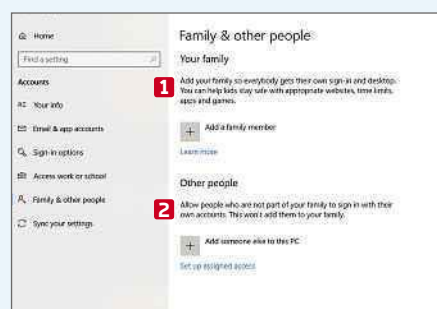 Home
Find a setting
Accounts
Your info
Email & app accounts
Sign-in options
Access work or school
Family & other people
Sync your settings
Family & other people
Your family
1
Add your family so everybody gets their own sign-in and desktop.
You can help kids stay safe with appropriate websites, time limits,
apps and games.
Add a family member
Learn more
Other people
2
Allow people who are not part of your family to sign in with their
own accounts. This won't add them to your family.
Add someone else to this PC
Set up assigned access